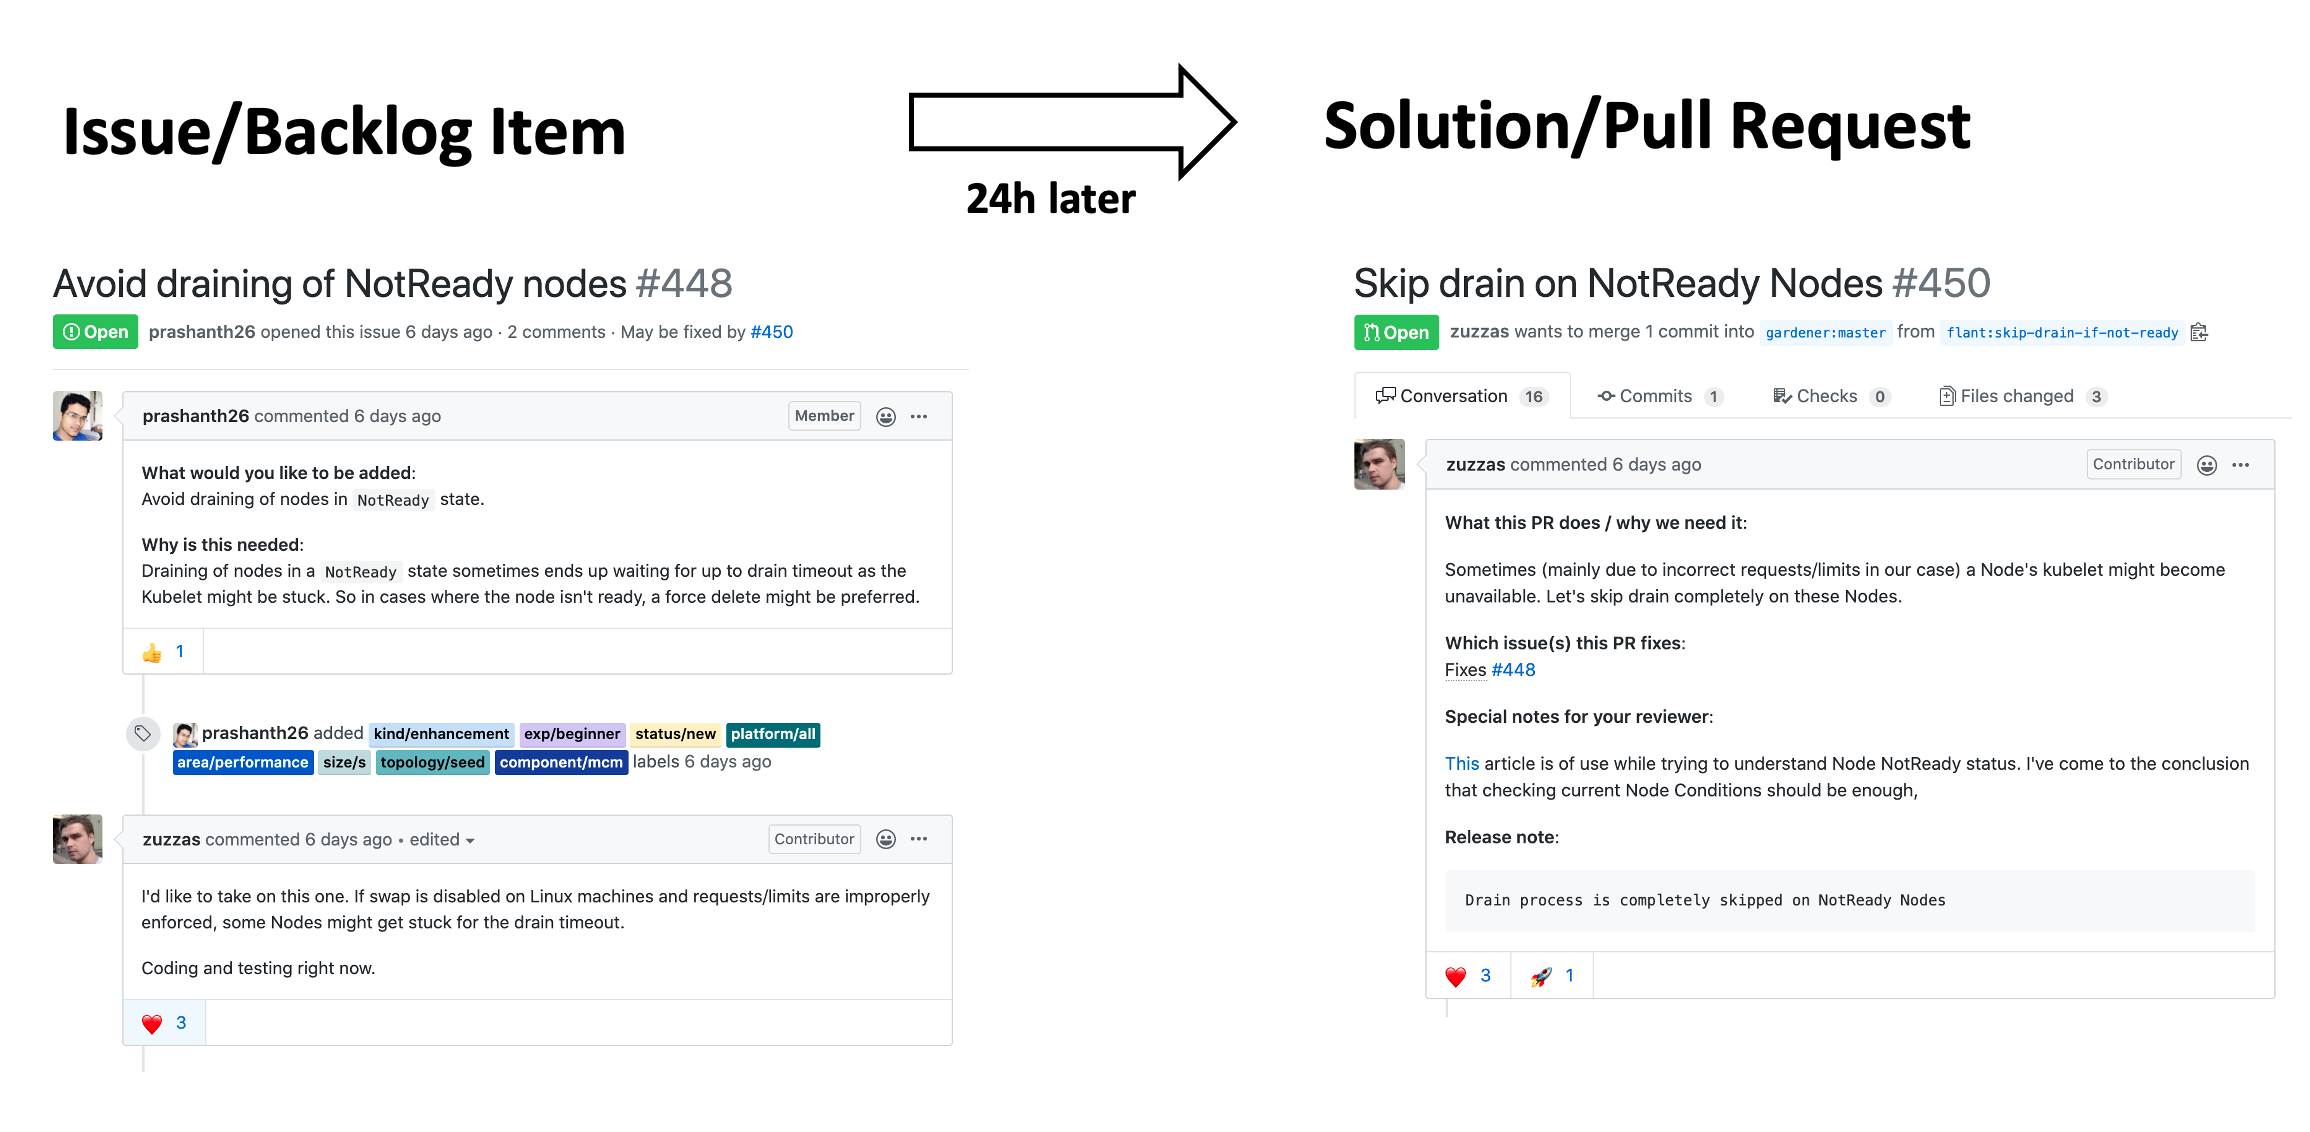 Issue/Backlog Item
24h later
Solution/Pull Request
Avoid draining of NotReady nodes #448
Open prashanth26 opened this issue 6 days ago · 2 comments · May be fixed by #450
prashanth26 commented 6 days ago Member
What would you like to be added:
Avoid draining of nodes in NotReady state.
Why is this needed:
Draining of nodes in a NotReady state sometimes ends up waiting for up to drain timeout as the
Kubelet might be stuck. So in cases where the node isn't ready, a force delete might be preferred.
👍 1
prashanth26 added kind/enhancement exp/beginner status/new platform/all
area/performance size/s topology/seed component/mcm labels 6 days ago
zuzzas commented 6 days ago • edited Contributor
I'd like to take on this one. If swap is disabled on Linux machines and requests/limits are improperly
enforced, some Nodes might get stuck for the drain timeout.
Coding and testing right now.
❤️ 3
Skip drain on NotReady Nodes #450
Open zuzzas wants to merge 1 commit into gardener:master from flant:skip-drain-if-not-ready
Conversation 16 Commits 1 Checks 0 Files changed 3
zuzzas commented 6 days ago Contributor
What this PR does / why we need it:
Sometimes (mainly due to incorrect requests/limits in our case) a Node's kubelet might become
unavailable. Let's skip drain completely on these Nodes.
Which issue(s) this PR fixes:
Fixes #448
Special notes for your reviewer:
This article is of use while trying to understand Node NotReady status. I've come to the conclusion
that checking current Node Conditions should be enough,
Release note:
Drain process is completely skipped on NotReady Nodes
❤️ 3 🚀 1